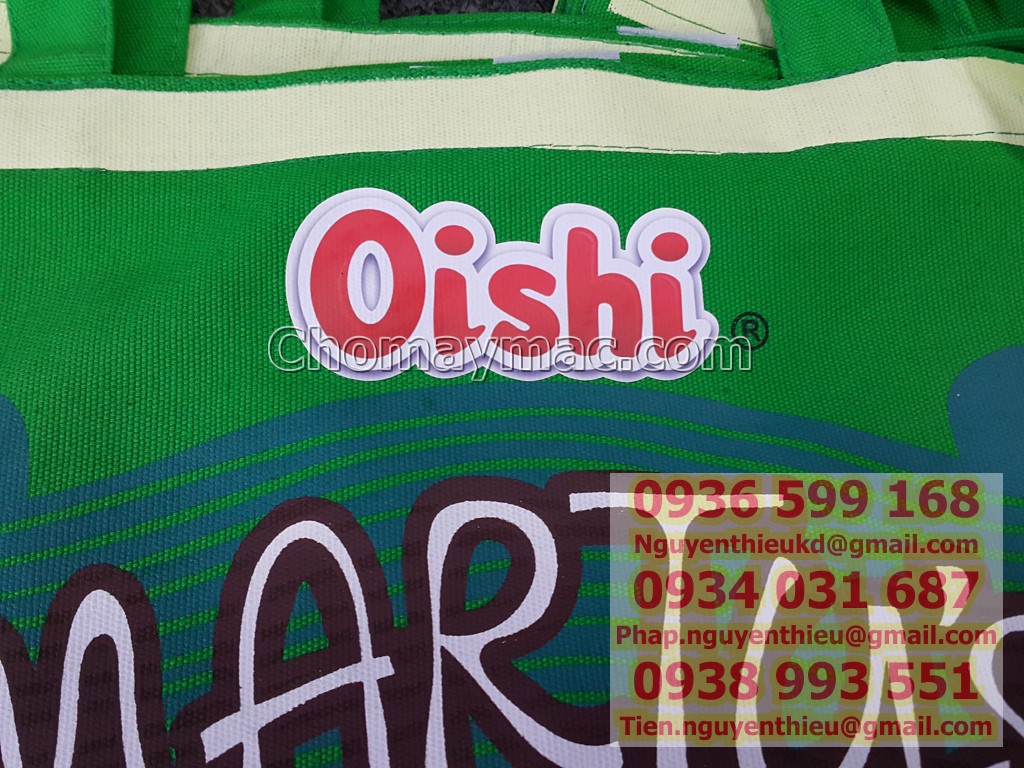 Oishi ®
Chomaymac.com
MARTY's
0936 599 168
Nguyenthieukd@gmail.com
0934 031 687
Phap.nguyenthieu@gmail.com
0938 993 551
Tien.nguyenthieu@gmail.com